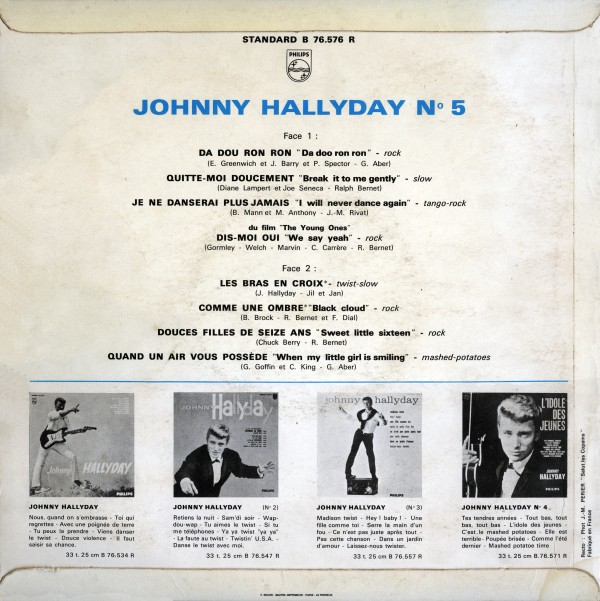 STANDARD B 76.576 R
PHILIPS
JOHNNY HALLYDAY Nº 5
Face 1 :
DA DOU RON RON "Da doo ron ron" - rock
(E. Greenwich et J. Barry et P. Spector - G. Aber)
QUITTE-MOI DOUCEMENT "Break it to me gently" - slow
(Diane Lampert et Joe Seneca - Ralph Bernet)
JE NE DANSERAI PLUS JAMAIS "I will never dance again" - tango-rock
(B. Mann et M. Anthony - J.-M. Rivat)
du film "The Young Ones"
DIS-MOI OUI "We say yeah" - rock
(Gormley - Welch - Marvin - C. Carrère - R. Bernet)
Face 2 :
LES BRAS EN CROIX - twist-slow
(J. Hallyday - Jil et Jan)
COMME UNE OMBRE "Black cloud" - rock
(B. Brock - R. Bernet et F. Dial)
DOUCES FILLES DE SEIZE ANS "Sweet little sixteen" - rock
(Chuck Berry - R. Bernet)
QUAND UN AIR VOUS POSSÈDE "When my little girl is smiling" - mashed-potatoes
(G. Goffin et C. King - G. Aber)
Johnny HALLYDAY
PHILIPS
JOHNNY HALLYDAY
Nous, quand on s'embrasse - Toi qui
regrettes - Avec une poignée de terre
- Tu peux la prendre - Viens danser
le twist - Douce violence - Il faut
saisir sa chance.
33 t. 25 cm B 76.534 R
JOHNNY Hallyday
PHILIPS
JOHNNY HALLYDAY (Nº 2)
Retiens la nuit - Sam'di soir - Wap-
dou-wap - Tu aimes le twist - Si tu
me téléphones - Ya ya twist "ya ya"
- La faute au twist - Twistin' U.S.A. -
Danse le twist avec moi.
33 t. 25 cm B 76.547 R
johnny hallyday
PHILIPS
JOHNNY HALLYDAY (Nº 3)
Madison twist - Hey ! baby ! - Une
fille comme toi - Serre la main d'un
fou - Ce n'est pas juste après tout -
Pas cette chanson - Dans un jardin
d'amour - Laissez-nous twister.
33 t. 25 cm B 76.557 R
L'IDOLE
DES
JEUNES
JOHNNY
HALLYDAY
PHILIPS
JOHNNY HALLYDAY Nº 4
Tes tendres années - Tout bas, tout
bas, tout bas - L'idole des jeunes -
C'est le mashed potatoes - Elle est
terrible - Poupée brisée - Comme l'été
dernier - Mashed potatoe time
33 t. 25 cm B 76.571 R
Recto : Phot. J.-M. PERIER "Salut les Copains"
Fabriqué en France